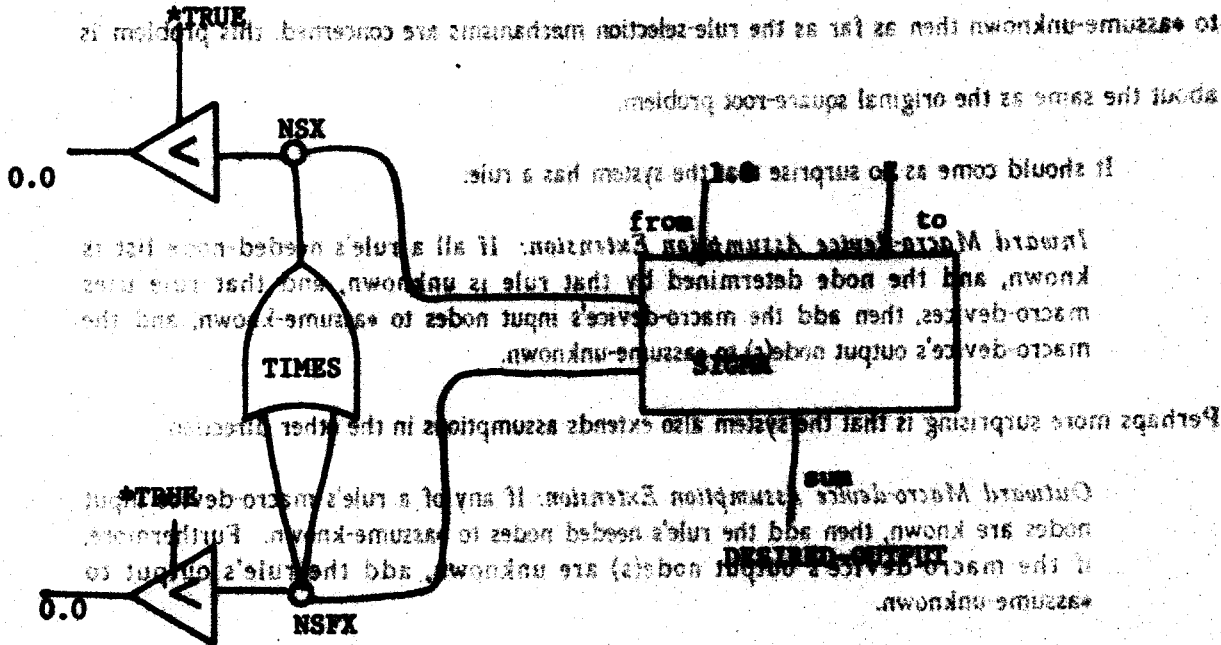 *TRUE
to *assume-unknown then as far as the rule-selection mechanisms are concerned, this problem is
about the same as the original square-root problem.
NSX
0.0
It should come as no surprise that the system has a rule.
from
to
Inward Macro-device Assumption Extension: If all a rule's needed-node list is
known, and the node determined by that rule is unknown, and that rule uses
macro-devices, then add the macro-device's input nodes to *assume-known, and the
macro-device's output node(s) to *assume-unknown.
TIMES
SIGMA
Perhaps more surprising is that the system also extends assumptions in the other direction.
sum
*TRUE
Outward Macro-device Assumption Extension: If any of a rule's macro-device input
nodes are known, then add the rule's needed nodes to *assume-known. Furthermore,
DESIRED-OUTPUT
if the macro-device's output node(s) are unknown, add the rule's output to
*assume-unknown.
0.0
NSFX